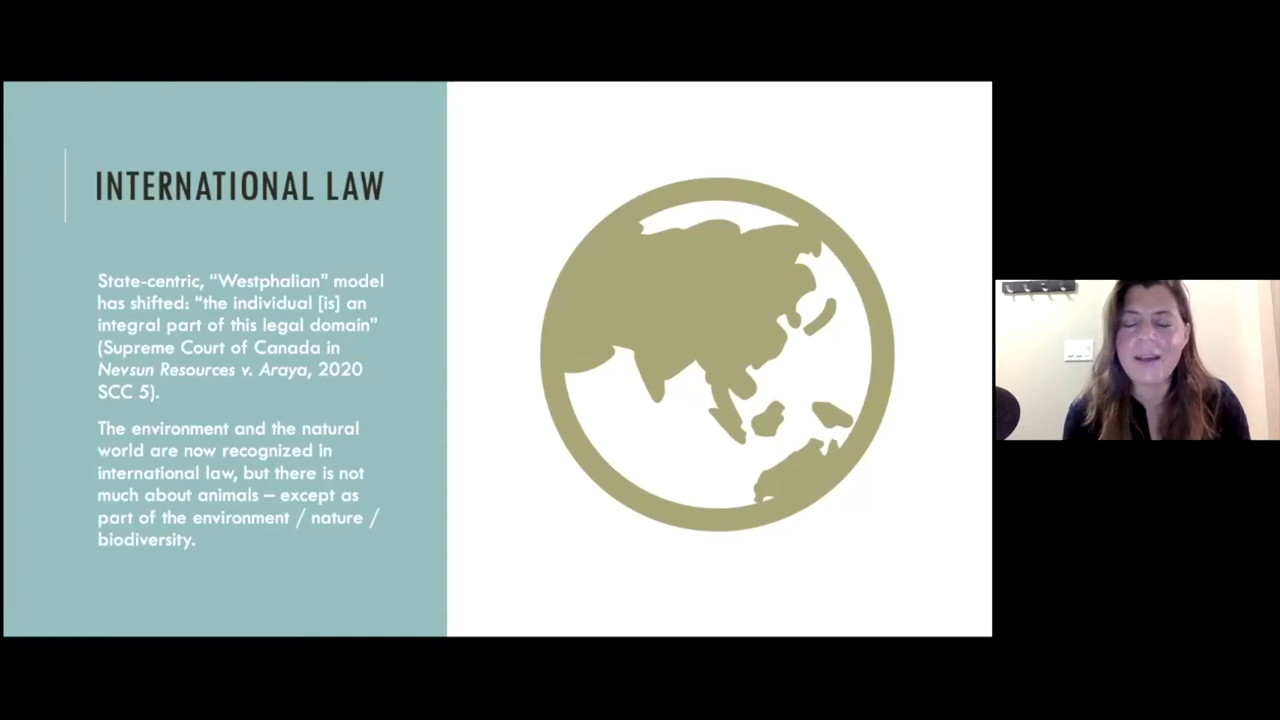 INTERNATIONAL LAW
State-centric, “Westphalian” model
has shifted: “the individual [is] an
integral part of this legal domain”
(Supreme Court of Canada in
Nevsun Resources v. Araya, 2020
SCC 5).
The environment and the natural
world are now recognized in
international law, but there is not
much about animals – except as
part of the environment / nature /
biodiversity.